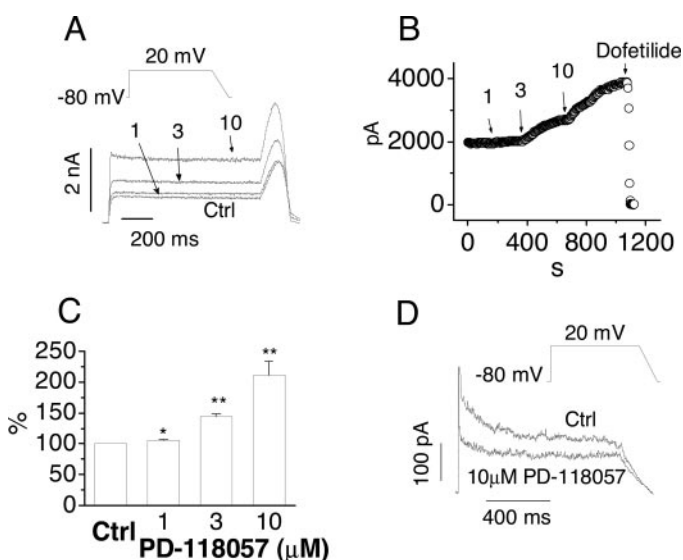 A
20 mV
-80 mV
1
3
10
2 nA
Ctrl
200 ms
B
Dofetilide
10
3
1
4000
2000
0
pA
0 400 800 1200
s
C
250
200
150
100
50
0
%
*
**
**
Ctrl 1 3 10
PD-118057 (μM)
D
20 mV
-80 mV
Ctrl
100 pA
10μM PD-118057
400 ms